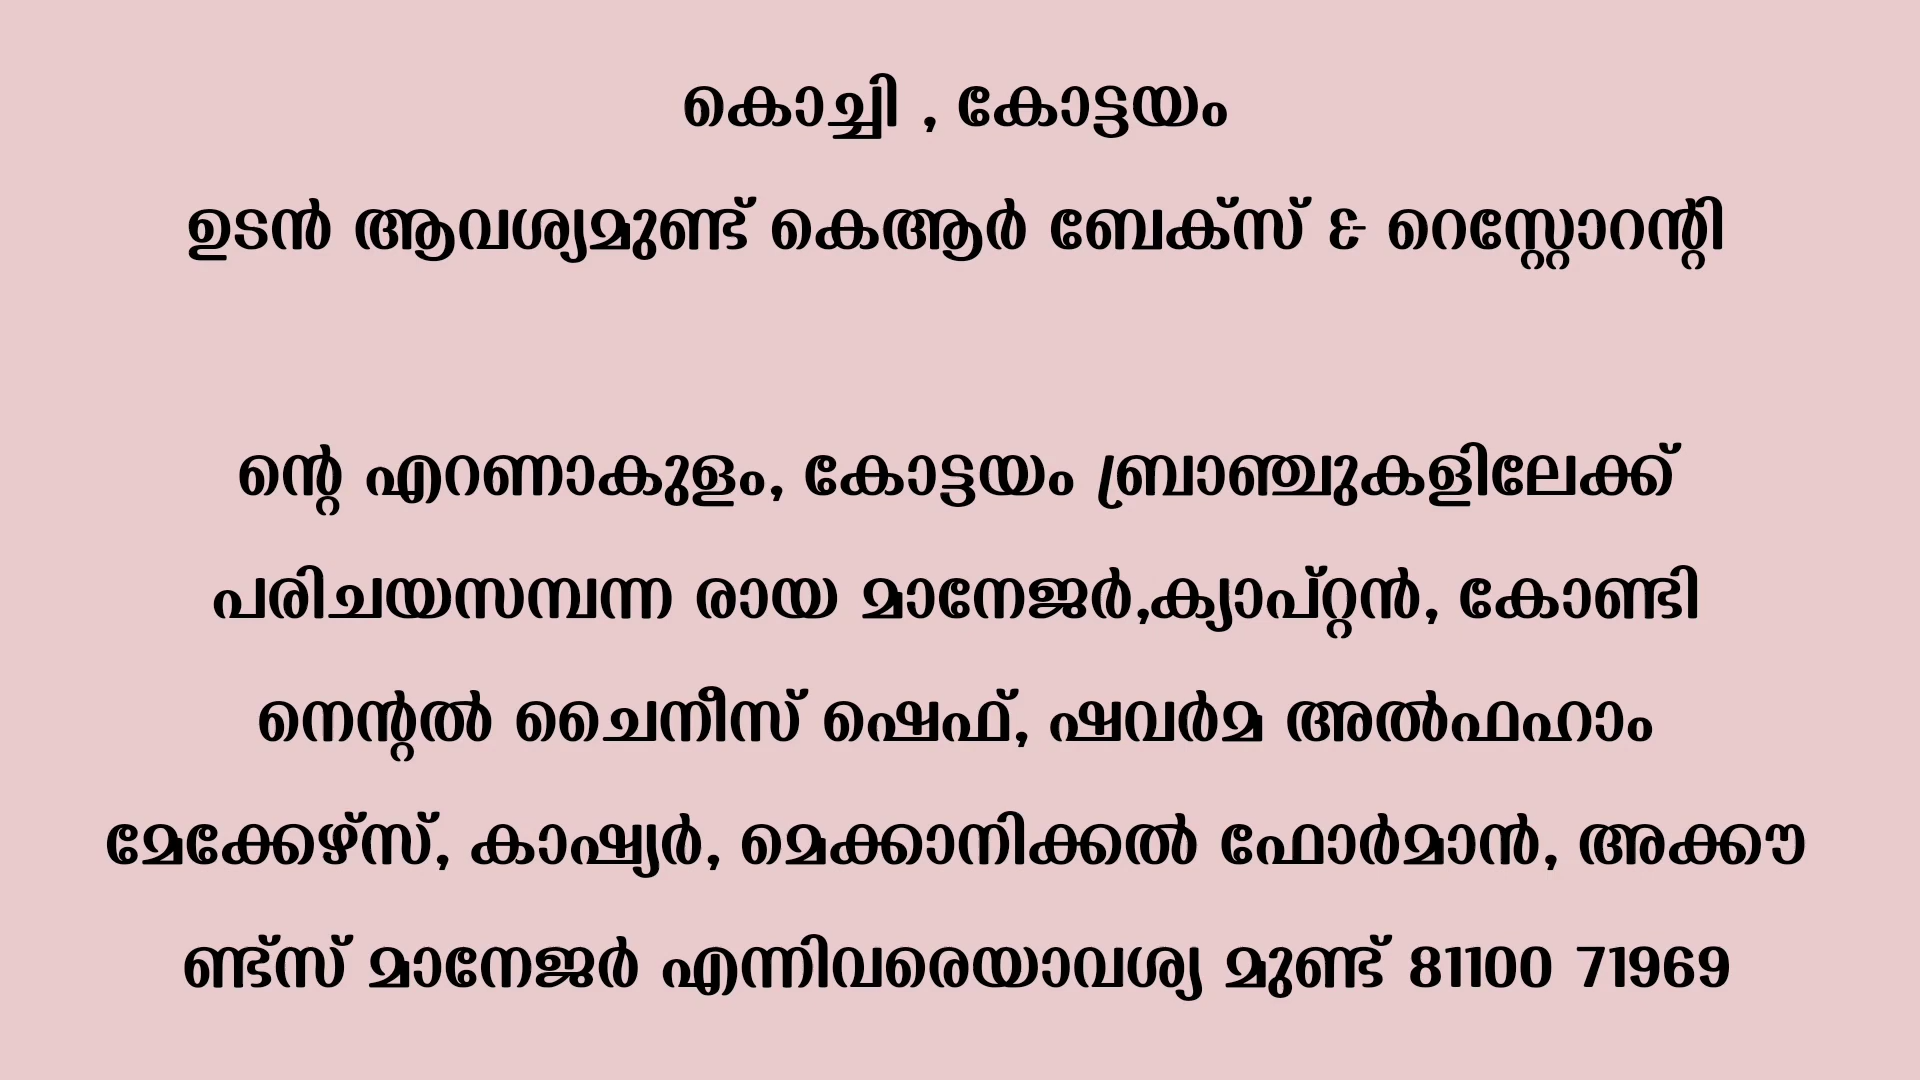 കൊച്ചി , കോട്ടയം
ഉടൻ ആവശ്യമുണ്ട് കെആർ ബേക്സ് & റെസ്റ്റോറന്റി
ന്റെ എറണാകുളം, കോട്ടയം ബ്രാഞ്ചുകളിലേക്ക്
പരിചയസമ്പന്ന രായ മാനേജർ,ക്യാപ്റ്റൻ, കോണ്ടി
നെന്റൽ ചൈനീസ് ഷെഫ്, ഷവർമ അൽഫഹാം
മേക്കേഴ്സ്, കാഷ്യർ, മെക്കാനിക്കൽ ഫോർമാൻ, അക്കൗ
ണ്ട്സ് മാനേജർ എന്നിവരെയാവശ്യ മുണ്ട് 81100 71969